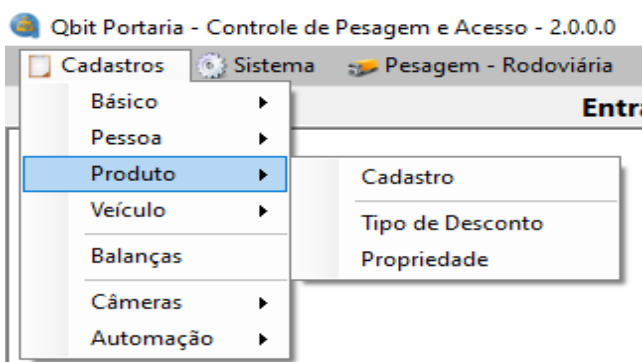 Qbit Portaria - Controle de Pesagem e Acesso - 2.0.0.0
Cadastros Sistema Pesagem - Rodoviária
Básico
Pessoa
Produto
Veículo
Balanças
Câmeras
Automação
Cadastro
Tipo de Desconto
Propriedade